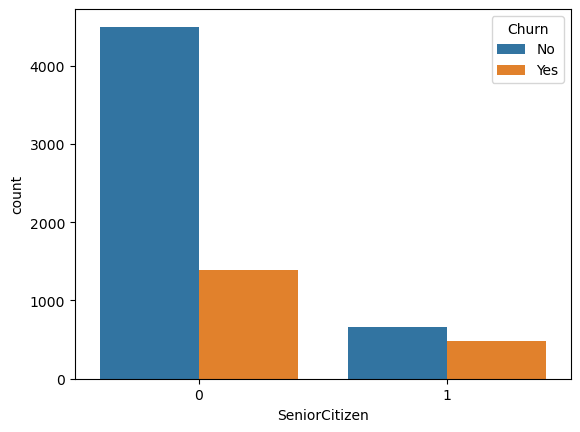 Churn
No
Yes
4000
3000
2000
1000
0
count
0 1
SeniorCitizen